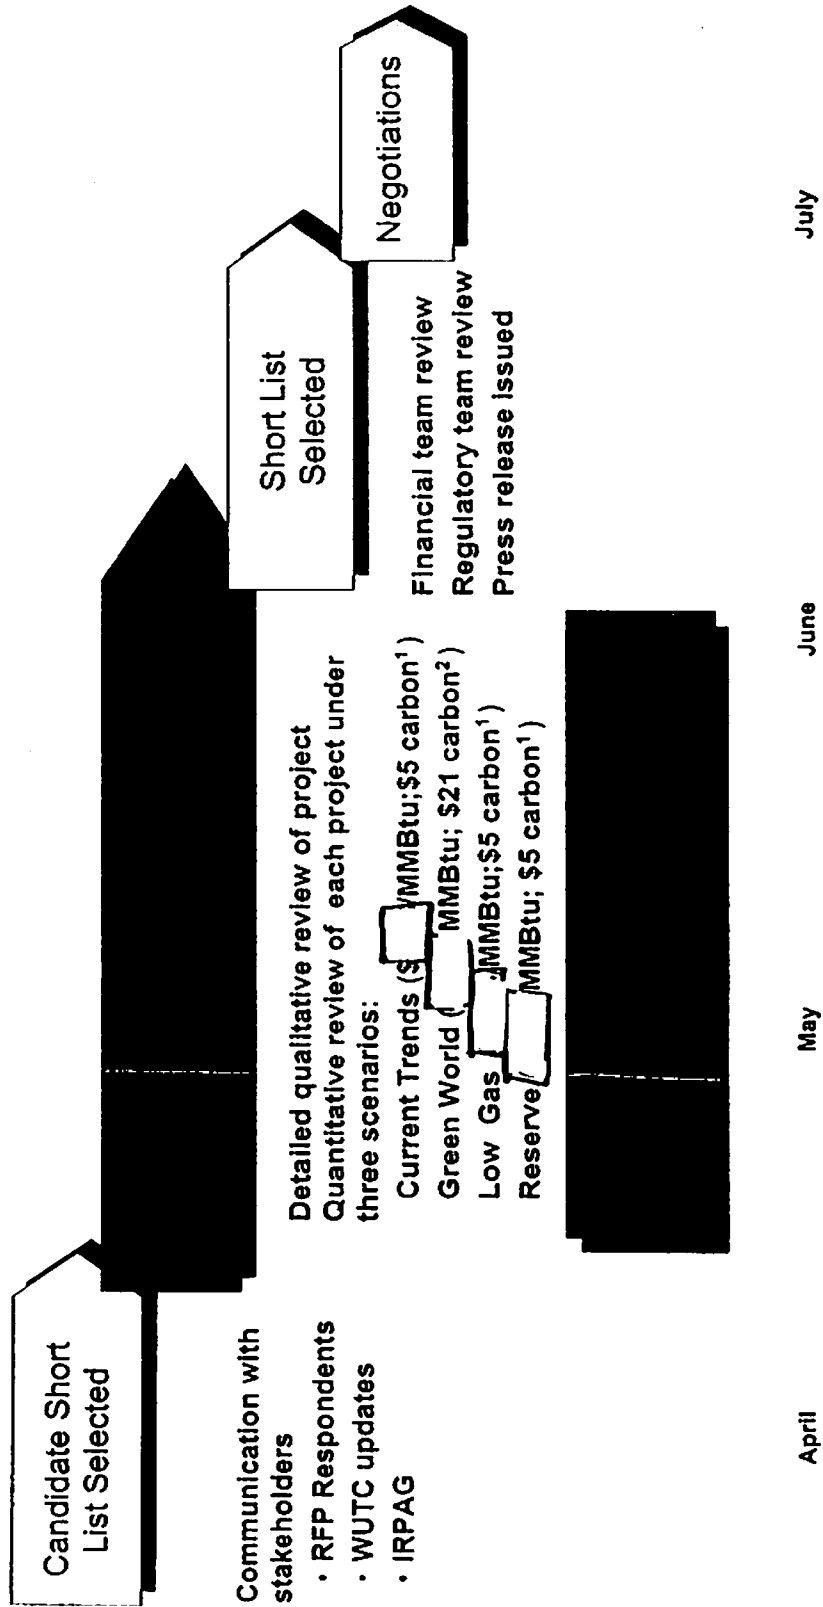 Candidate Short
List Selected
Short List
Selected
Negotiations
Communication with
stakeholders
• RFP Respondents
• WUTC updates
• IRPAG
Detailed qualitative review of project
Quantitative review of each project under
three scenarios:
Current Trends ($ /MMBtu;$5 carbon¹)
Green World ( MMBtu; $21 carbon²)
Low Gas /MMBtu;$5 carbon¹)
Reserve MMBtu; $5 carbon¹)
Financial team review
Regulatory team review
Press release issued
April
May
June
July